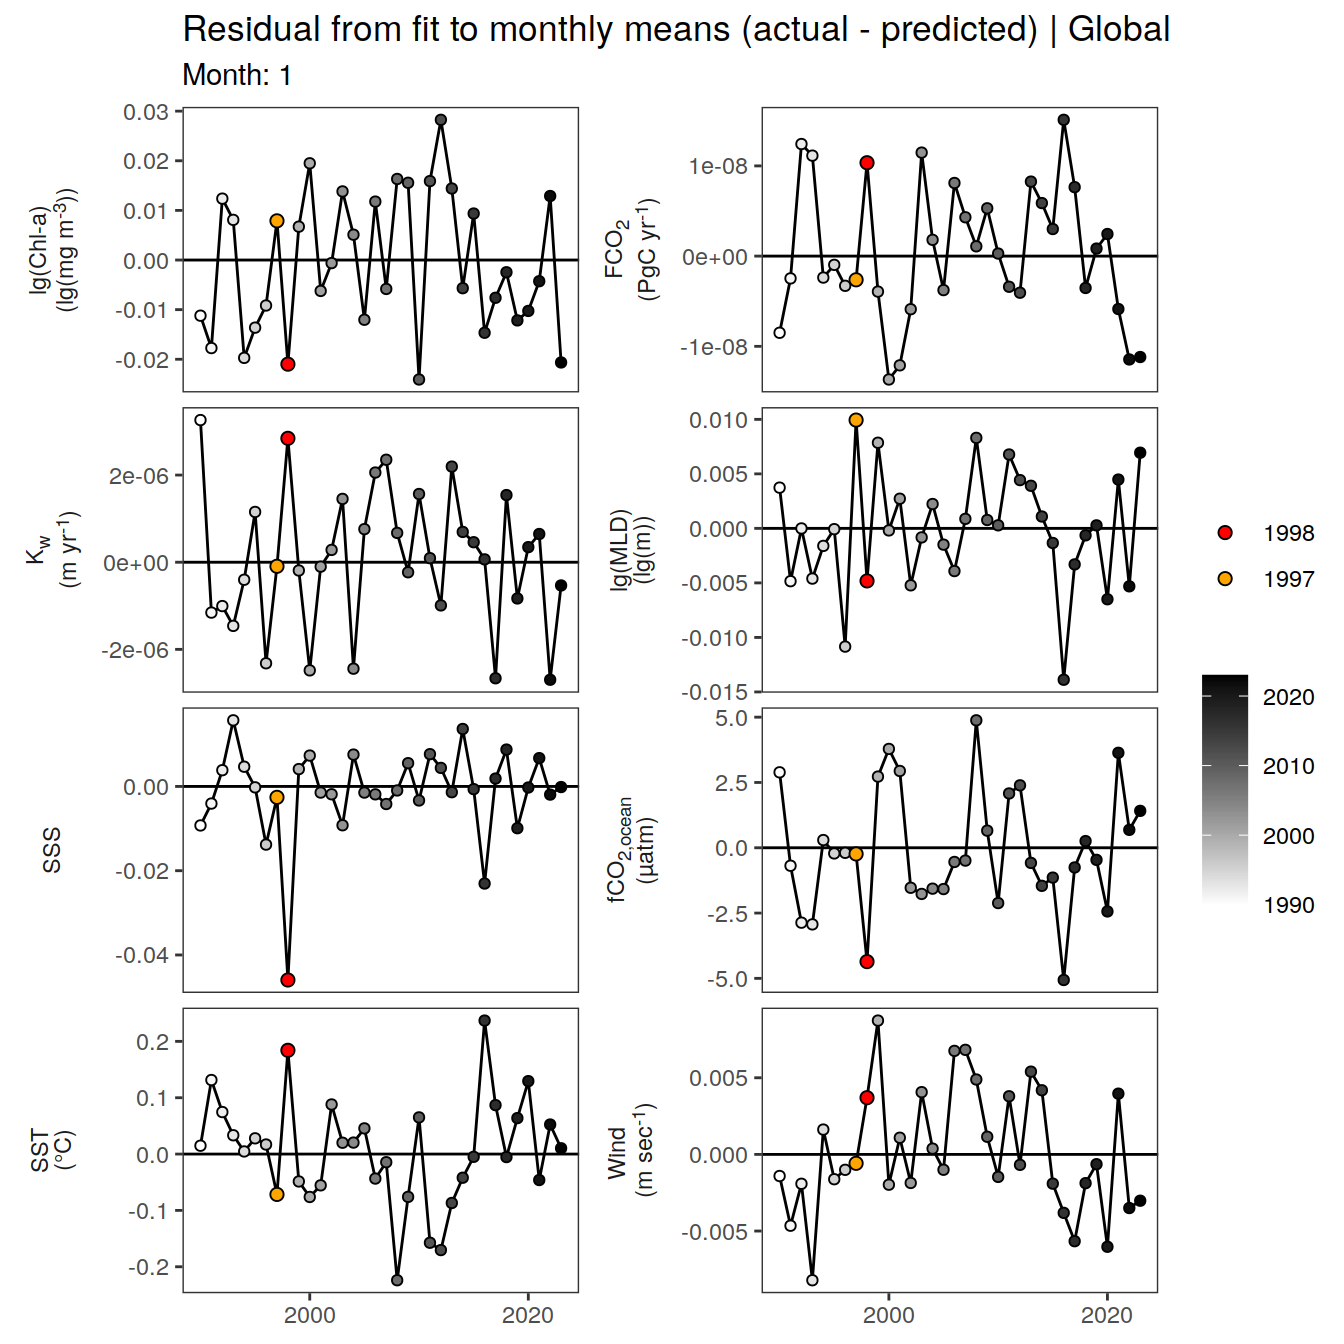 Residual from fit to monthly means (actual - predicted) | Global
Month: 1
lg(Chl-a)
(lg(mg m-3))
0.03
0.02
0.01
0.00
-0.01
-0.02
FCO2
(PgC yr-1)
1e-08
0e+00
-1e-08
Kw
(m yr-1)
2e-06
0e+00
-2e-06
lg(MLD)
(lg(m))
0.010
0.005
0.000
-0.005
-0.010
-0.015
SSS
0.00
-0.02
-0.04
fCO2,ocean
(µatm)
5.0
2.5
0.0
-2.5
-5.0
SST
(°C)
0.2
0.1
0.0
-0.1
-0.2
2000
2020
Wind
(m sec-1)
0.005
0.000
-0.005
2000
2020
1998
1997
2020
2010
2000
1990